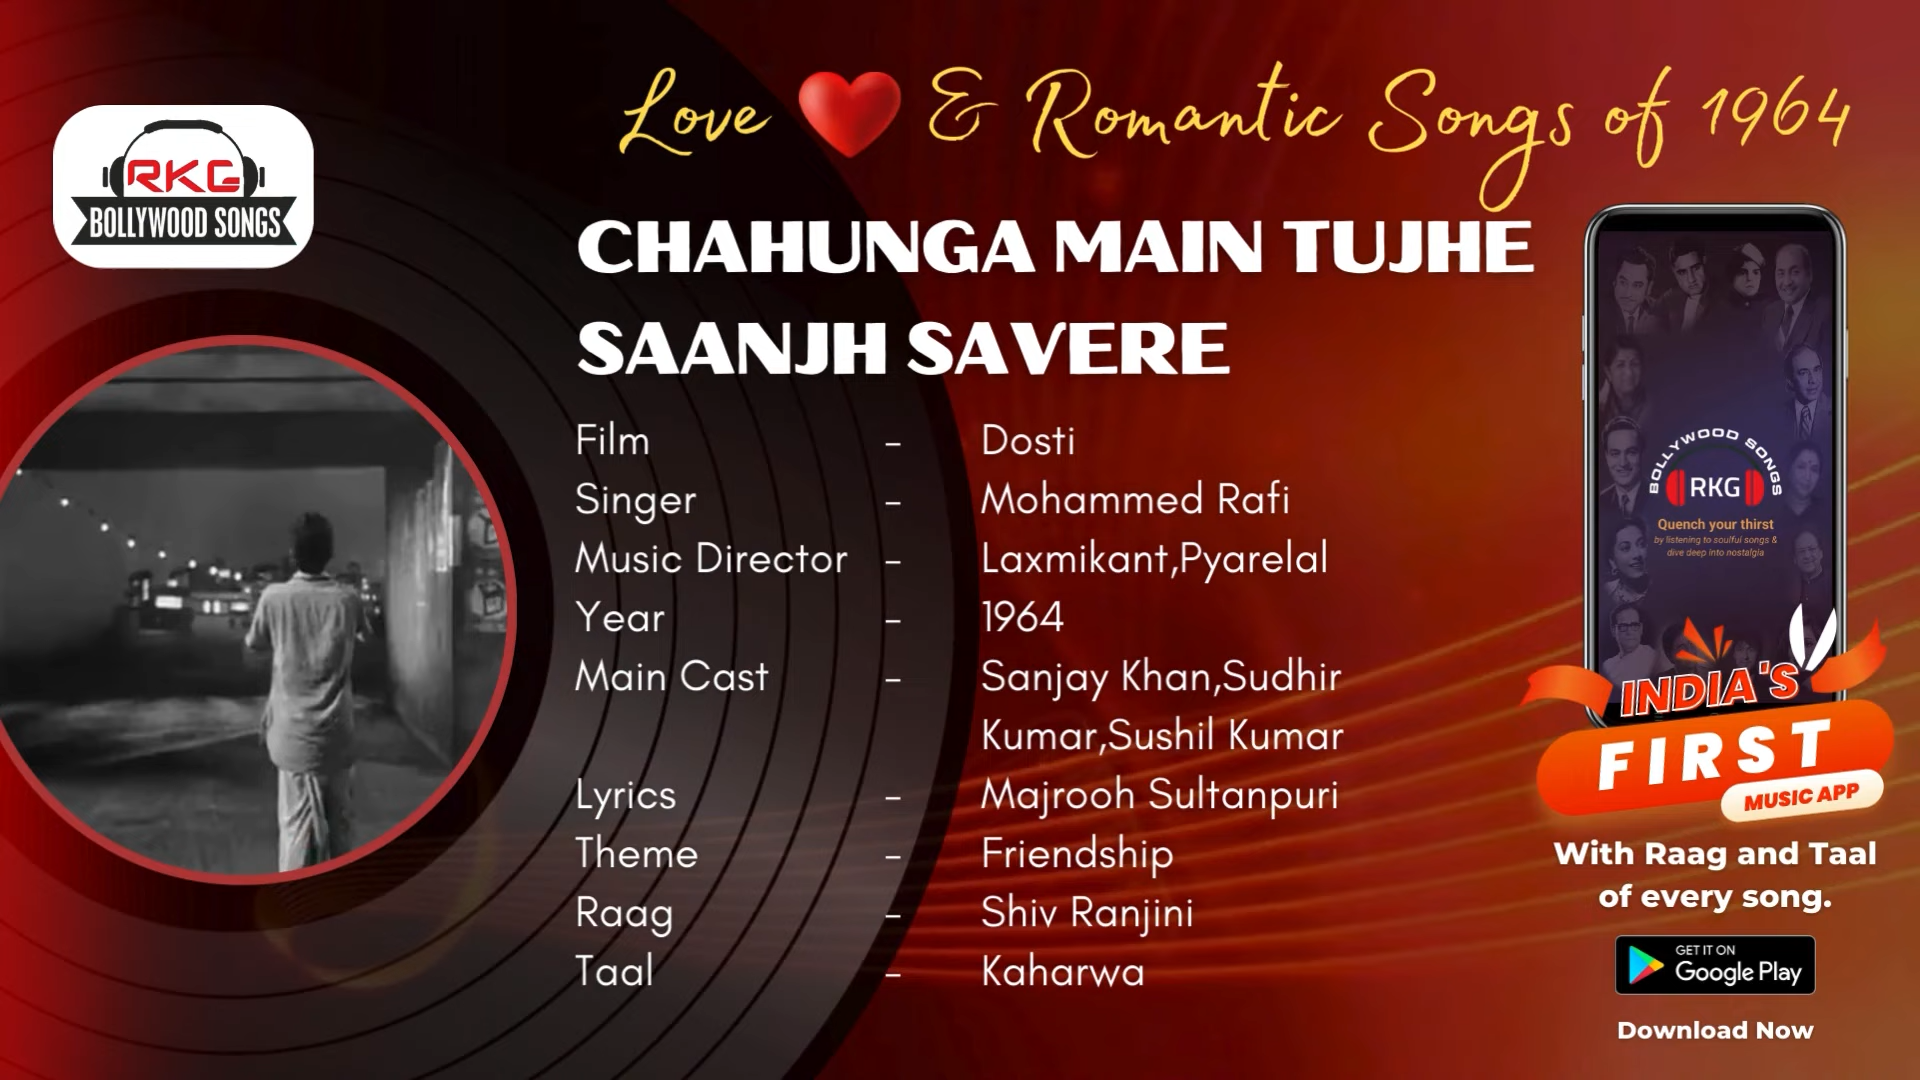 Love & Romantic Songs of 1964
RKG
BOLLYWOOD SONGS
CHAHUNGA MAIN TUJHE
SAANJH SAVERE
Film - Dosti
Singer - Mohammed Rafi
Music Director - Laxmikant,Pyarelal
Year - 1964
Main Cast - Sanjay Khan,Sudhir
Kumar,Sushil Kumar
Lyrics - Majrooh Sultanpuri
Theme - Friendship
Raag - Shiv Ranjini
Taal - Kaharwa
BOLLYWOOD SONGS
RKG
Quench your thirst
by listening to soulful songs &
dive deep into nostalgia
INDIA'S
FIRST
MUSIC APP
With Raag and Taal
of every song.
GET IT ON
Google Play
Download Now